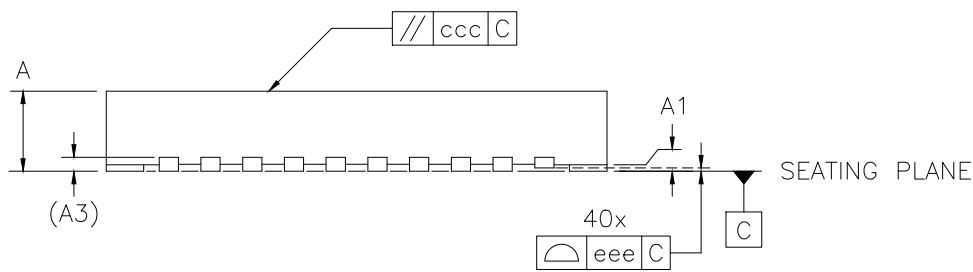 // ccc C
A
A1
SEATING PLANE
(A3)
40x
C
⌓ eee C